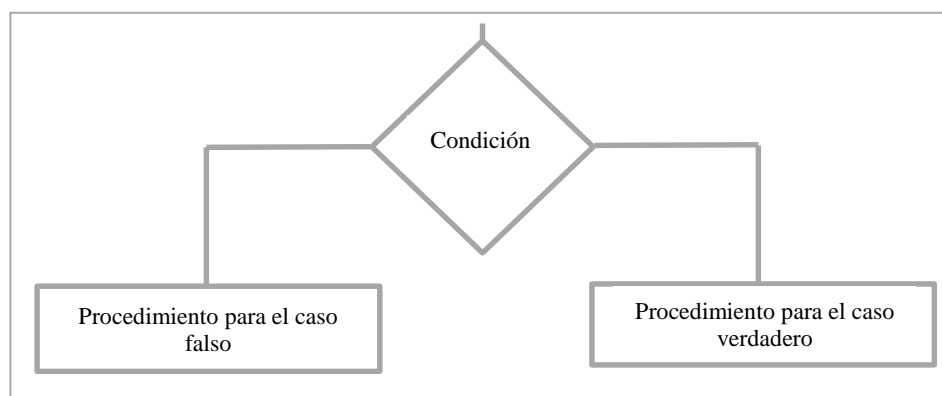 Condición
Procedimiento para el caso
falso
Procedimiento para el caso
verdadero